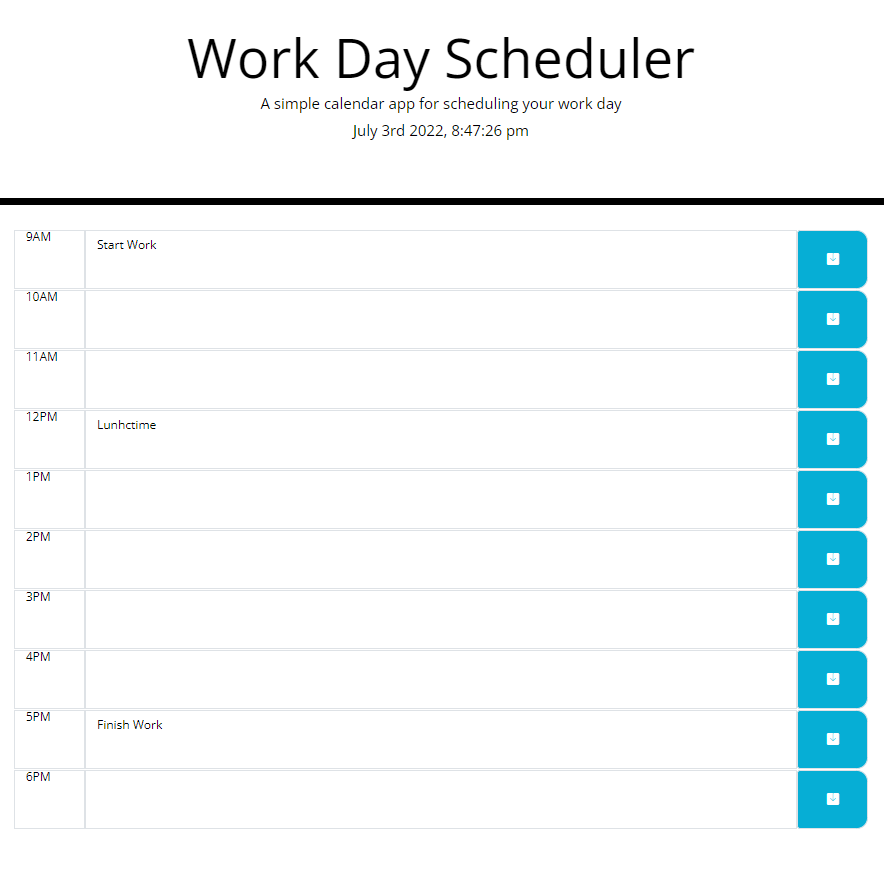 Work Day Scheduler
A simple calendar app for scheduling your work day
July 3rd 2022, 8:47:26 pm
9AM
Start Work
10AM
11AM
12PM
Lunhctime
1PM
2PM
3PM
4PM
5PM
Finish Work
6PM